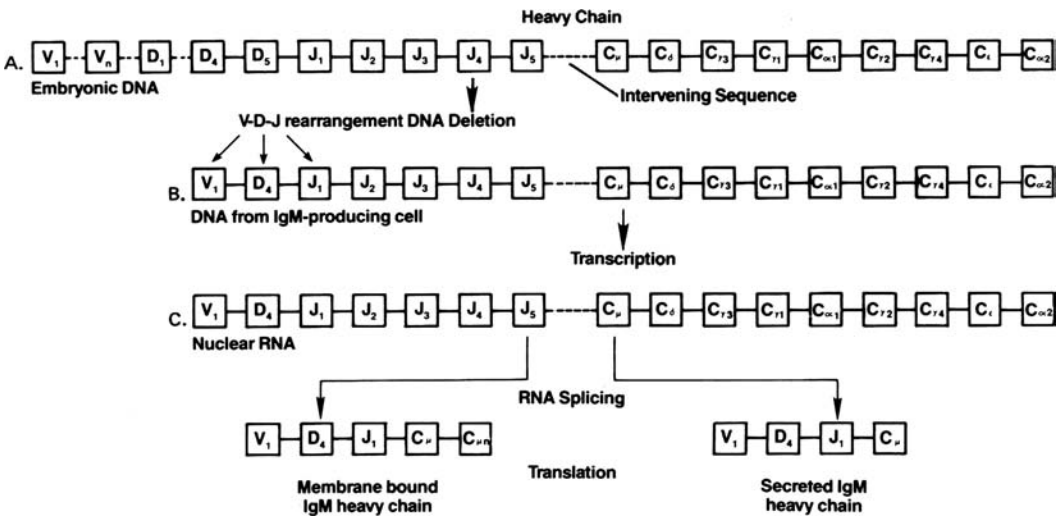 Heavy Chain
A. V₁ Vₙ D₁ D₄ D₅ J₁ J₂ J₃ J₄ J₅ Cμ Cδ Cγ3 Cγ1 Cα1 Cγ2 Cγ4 Cε Cα2
Embryonic DNA
Intervening Sequence
V-D-J rearrangement DNA Deletion
B. V₁ D₄ J₁ J₂ J₃ J₄ J₅ Cμ Cδ Cγ3 Cγ1 Cα1 Cγ2 Cγ4 Cε Cα2
DNA from IgM-producing cell
Transcription
C. V₁ D₄ J₁ J₂ J₃ J₄ J₅ Cμ Cδ Cγ3 Cγ1 Cα1 Cγ2 Cγ4 Cε Cα2
Nuclear RNA
RNA Splicing
V₁ D₄ J₁ Cμ Cμn
V₁ D₄ J₁ Cμ
Translation
Membrane bound
IgM heavy chain
Secreted IgM
heavy chain